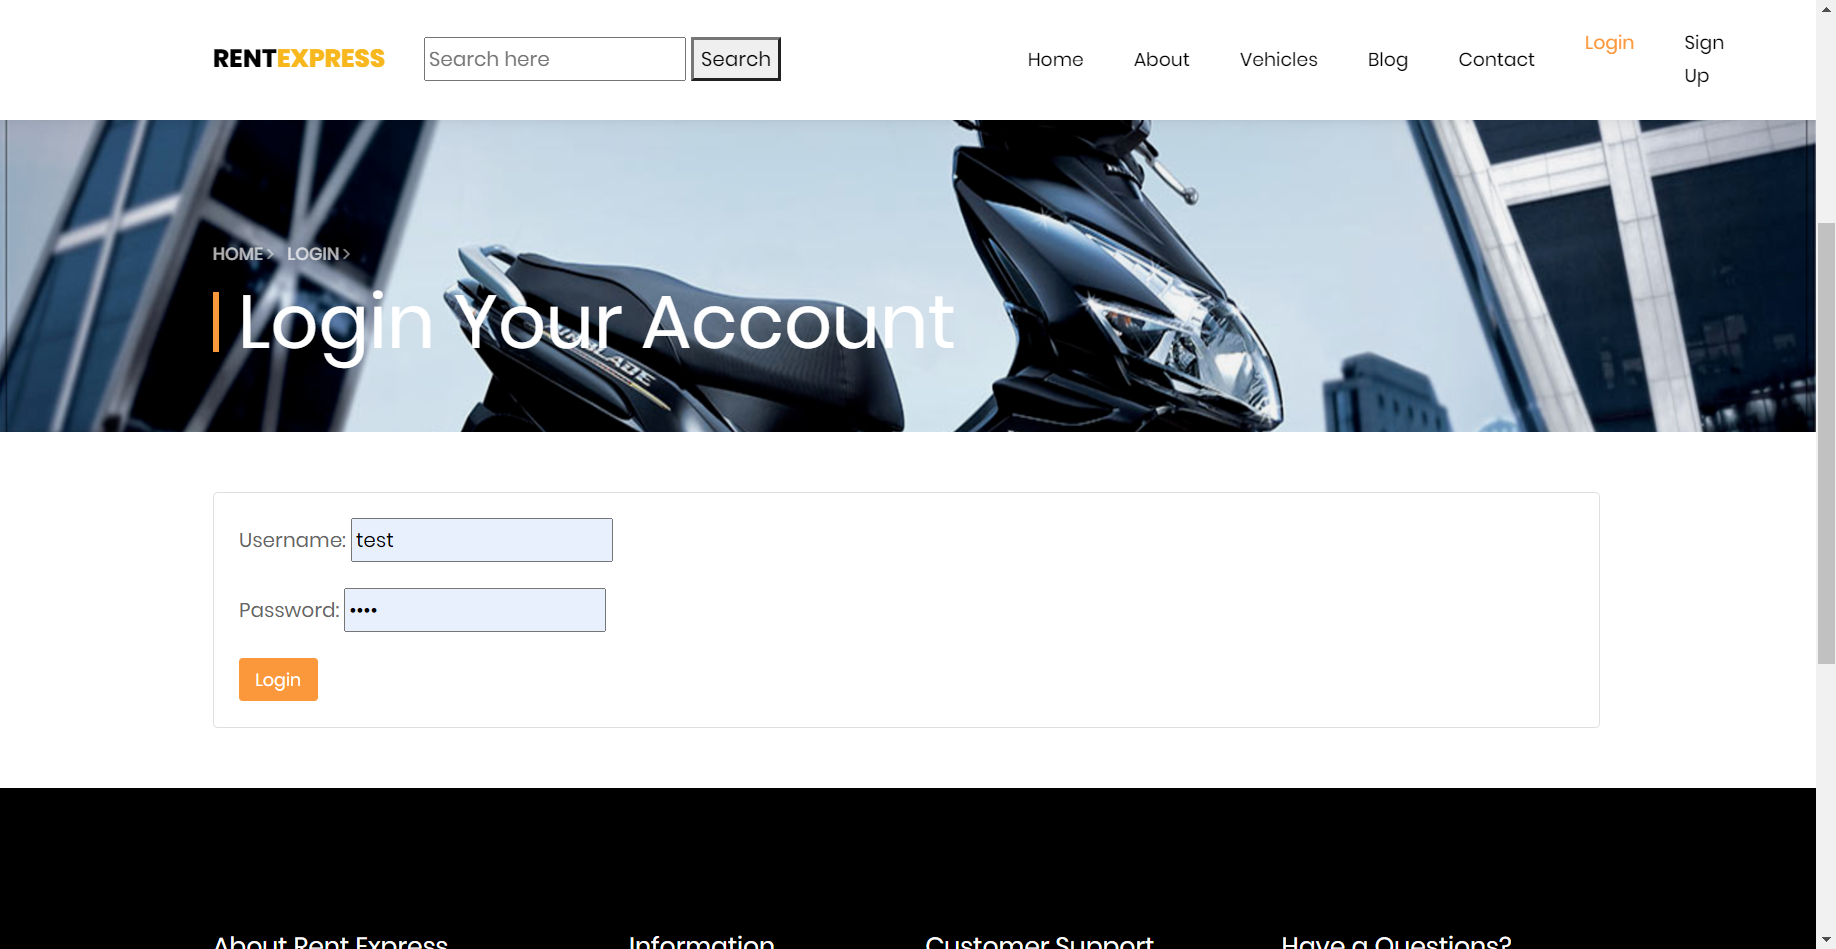 RENTEXPRESS
Search here
Search
Home
About
Vehicles
Blog
Contact
Login
Sign
Up
HOME > LOGIN >
Login Your Account
Username: test
Password: ••••
Login
About Rent Express
Information
Customer Support
Have a Questions?